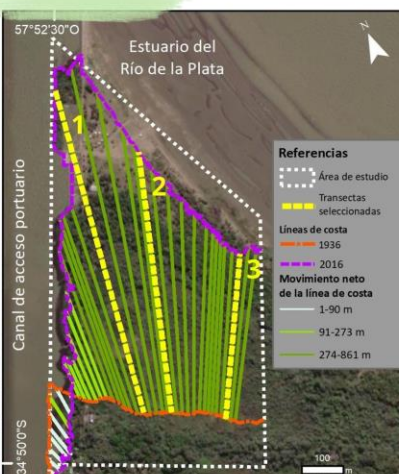 57°52'30"O
Estuario del
Río de la Plata
N
Canal de acceso portuario
34°50'0"S
1
2
3
Referencias
Área de estudio
Transectas
seleccionadas
Líneas de costa
1936
2016
Movimiento neto
de la línea de costa
1-90 m
91-273 m
274-861 m
100
m